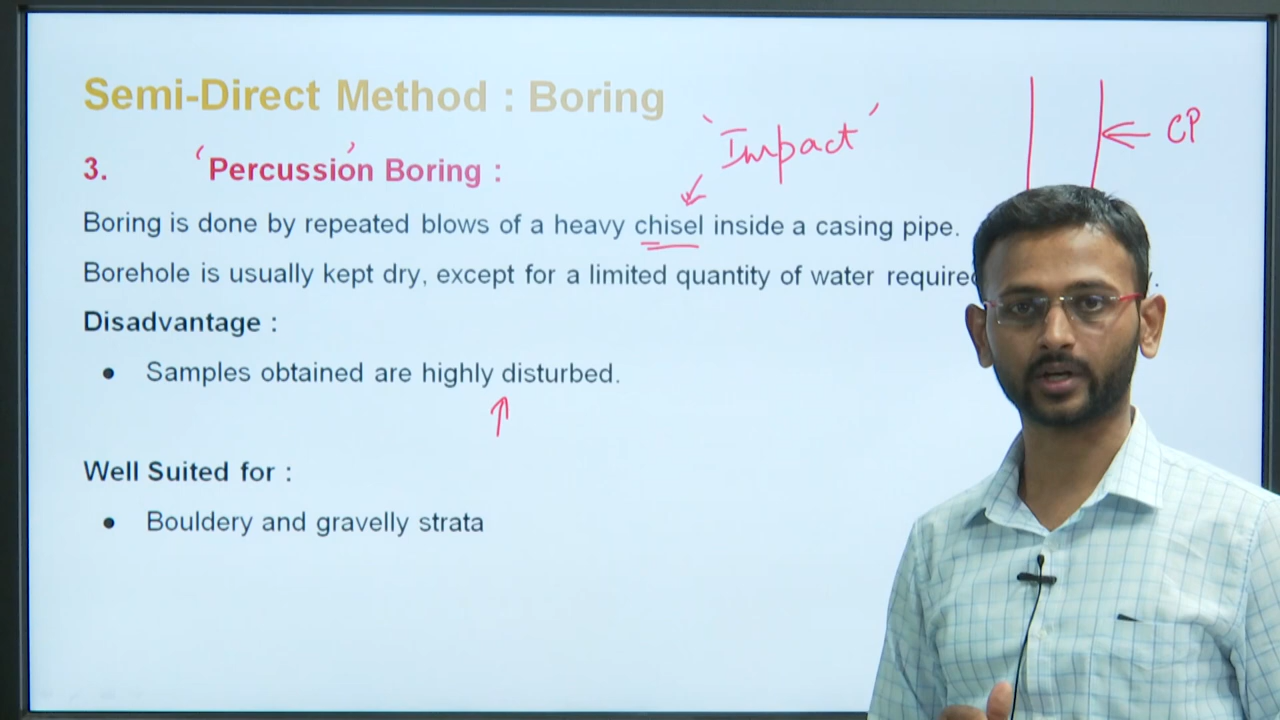 Semi-Direct Method : Boring
'Impact'
CP
3. 'Percussion' Boring :
Boring is done by repeated blows of a heavy chisel inside a casing pipe.
Borehole is usually kept dry, except for a limited quantity of water
Disadvantage :
● Samples obtained are highly disturbed.
Well Suited for :
● Bouldery and gravelly strata